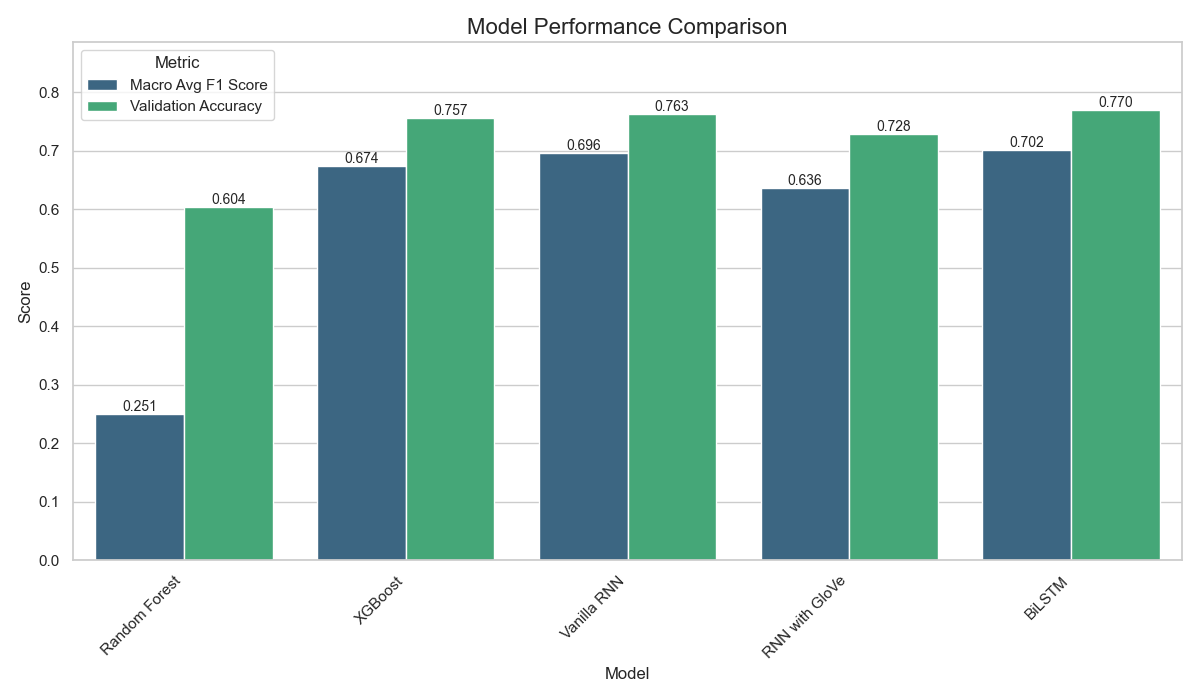 Model Performance Comparison
Metric
Macro Avg F1 Score
Validation Accuracy
Score
0.8
0.7
0.6
0.5
0.4
0.3
0.2
0.1
0.0
0.251
0.604
0.674
0.757
0.696
0.763
0.636
0.728
0.702
0.770
Random Forest
XGBoost
Vanilla RNN
RNN with GloVe
BiLSTM
Model